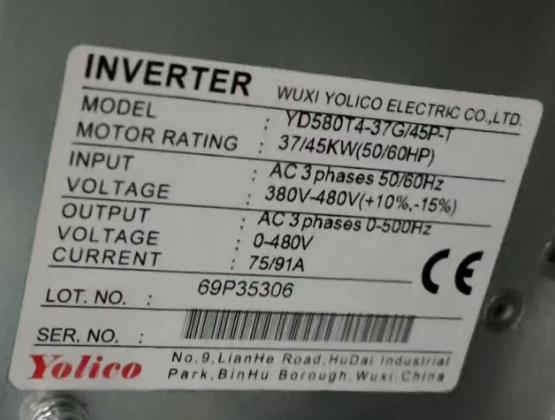 INVERTER WUXI YOLICO ELECTRIC CO.,LTD.
MODEL : YD580T4-37G/45P-T
MOTOR RATING : 37/45KW(50/60HP)
INPUT : AC 3 phases 50/60Hz
VOLTAGE : 380V-480V(+10%,-15%)
OUTPUT : AC 3 phases 0-500Hz
VOLTAGE : 0-480V
CURRENT : 75/91A
CE
LOT. NO. : 69P35306
SER. NO. :
Yolico No.9,LianHe Road,HuDai Industrial
Park,BinHu Borough,Wuxi,China